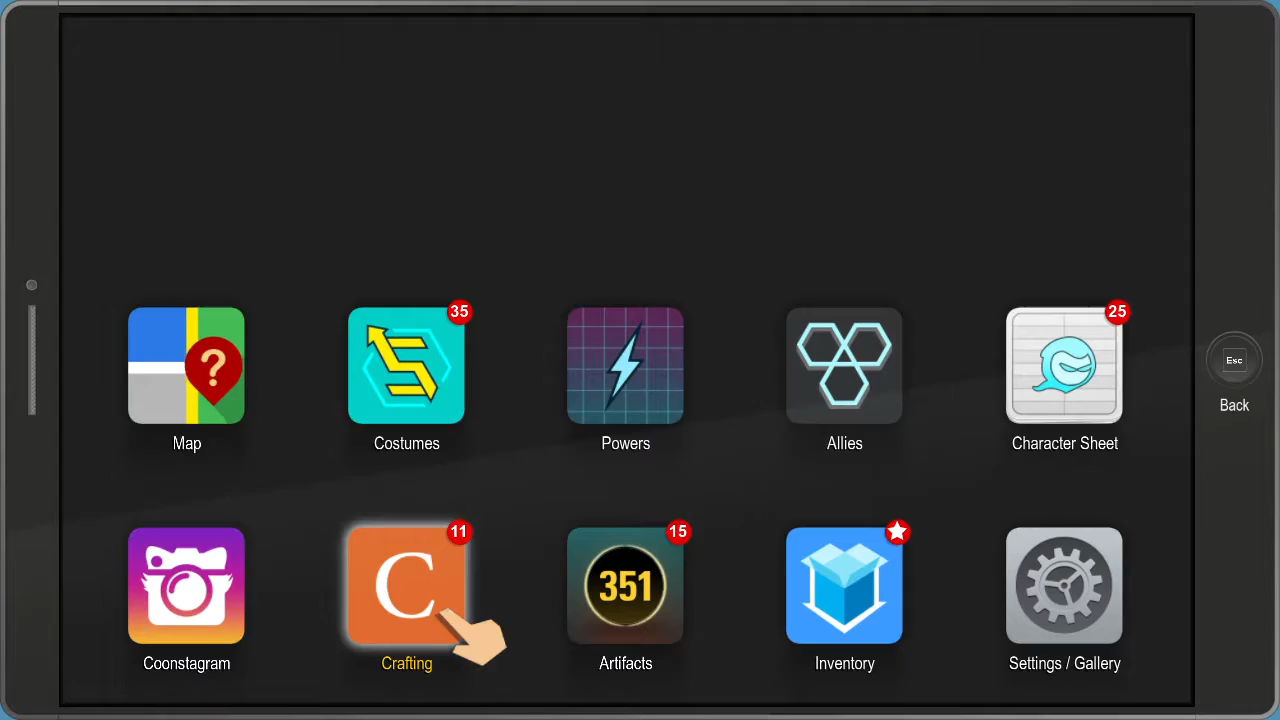 35
25
?
Esc
Map
Costumes
Powers
Allies
Character Sheet
Back
11
15
C
351
Coonstagram
Crafting
Artifacts
Inventory
Settings / Gallery